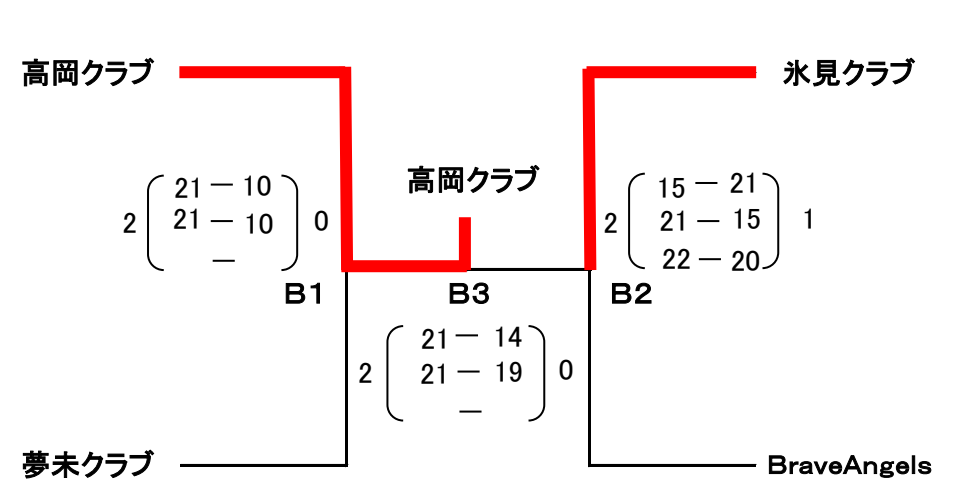 高岡クラブ
氷見クラブ
高岡クラブ
2 21 － 10 0
21 － 10
－
2 15 － 21 1
21 － 15
22 － 20
B1
B3
B2
2 21 － 14 0
21 － 19
－
夢未クラブ
BraveAngels